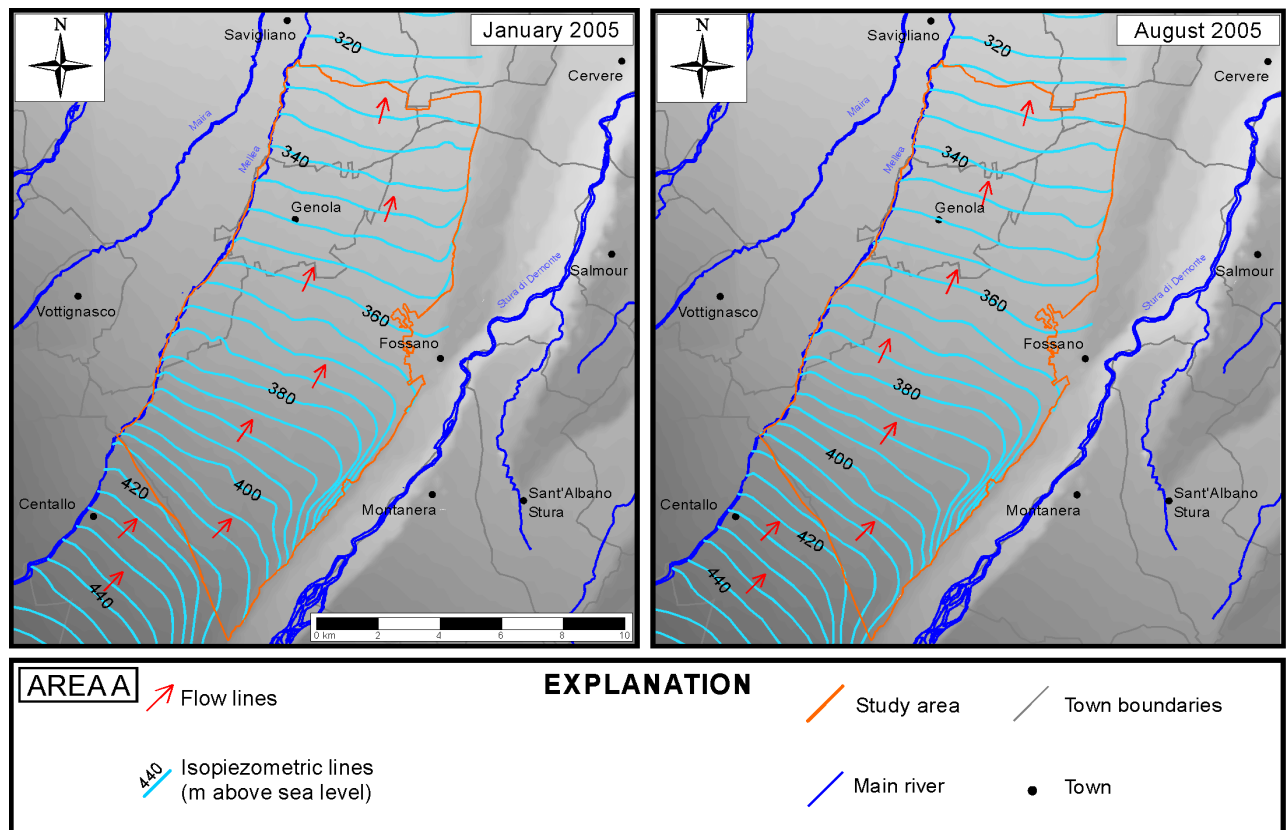 N
January 2005
Savigliano
320
Cervere
Maira
Mellea
340
Genola
Salmour
Stura di Demonte
Vottignasco
360
Fossano
380
420
400
Centallo
Montanera
Sant'Albano
Stura
440
0 km 2 4 6 8 10
N
August 2005
Savigliano
320
Cervere
Maira
Mellea
340
Genola
Salmour
Stura di Demonte
Vottignasco
360
Fossano
380
400
Centallo
420
Montanera
Sant'Albano
Stura
440
AREA A
EXPLANATION
Flow lines
Study area
Town boundaries
440
Isopiezometric lines
(m above sea level)
Main river
Town